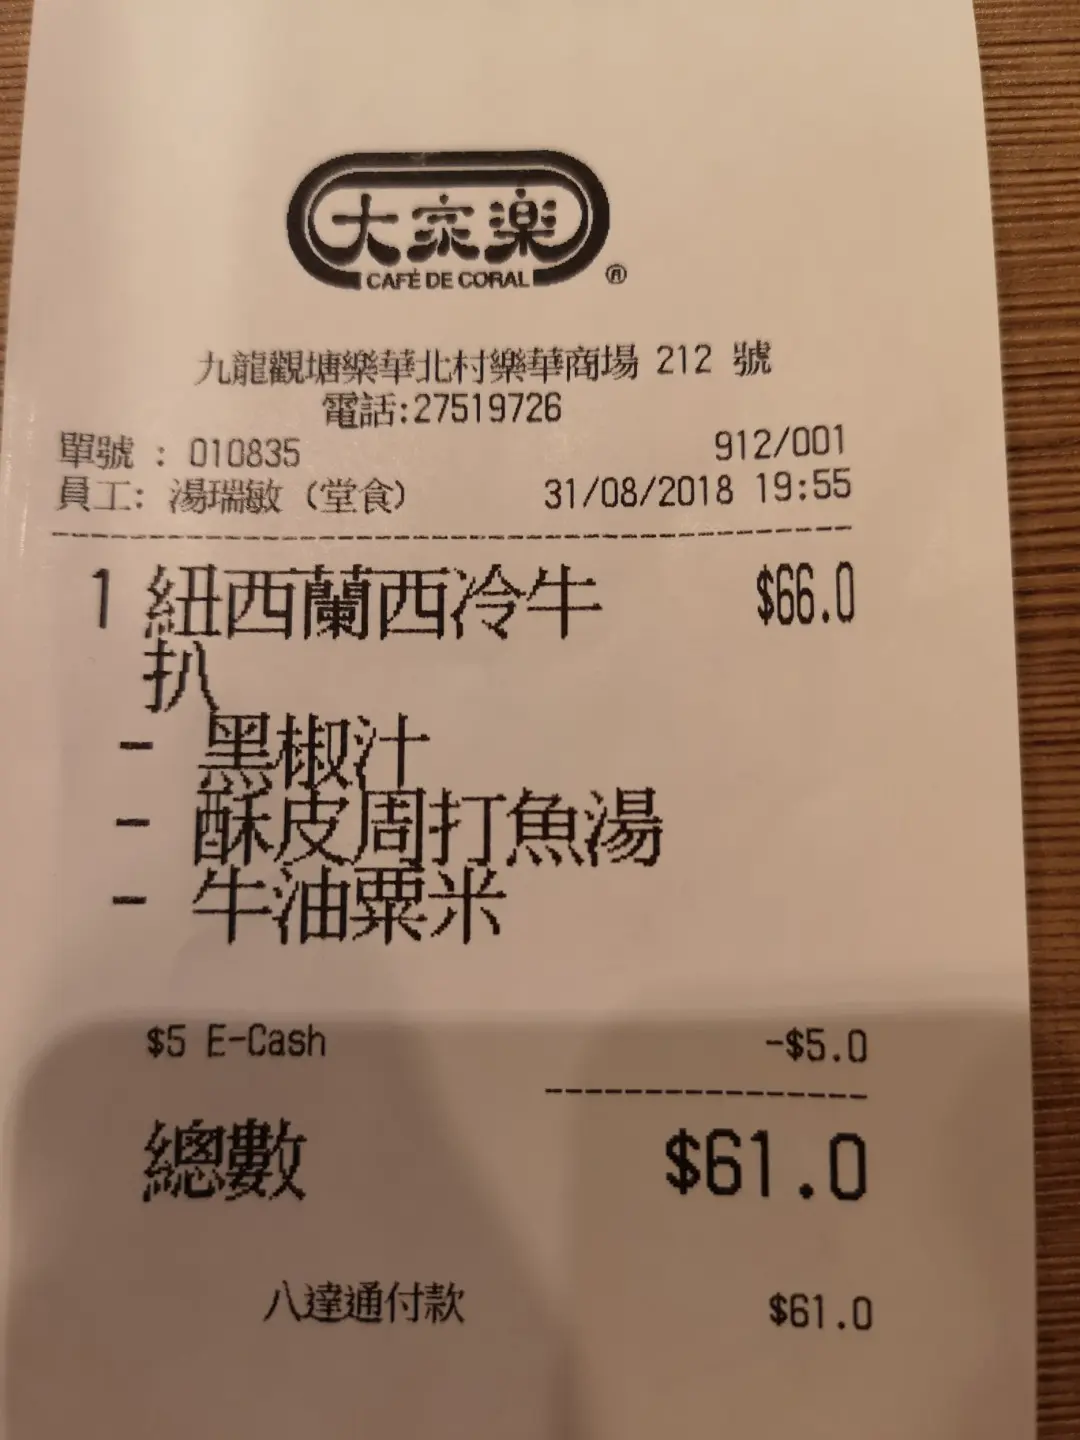 大家樂
CAFÉ DE CORAL ®
九龍觀塘樂華北村樂華商場 212 號
電話:27519726
單號 : 010835 912/001
員工: 湯瑞敏 (堂食) 31/08/2018 19:55
1 紐西蘭西冷牛 $66.0
扒
- 黑椒汁
- 酥皮周打魚湯
- 牛油粟米
$5 E-Cash -$5.0
總數 $61.0
八達通付款 $61.0